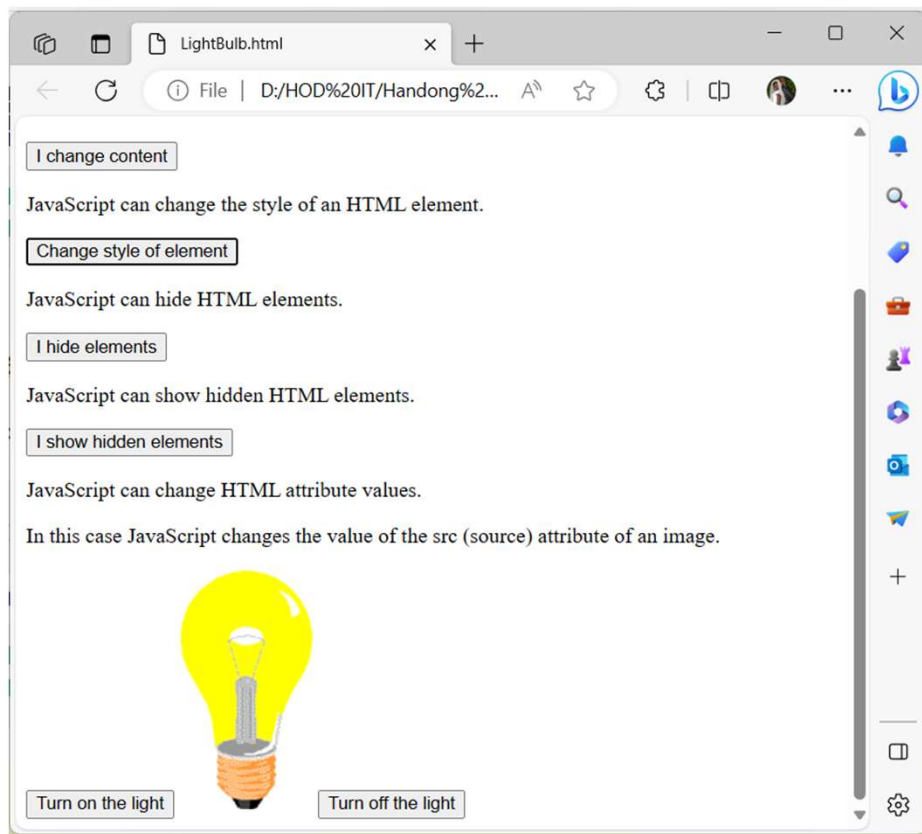 LightBulb.html
File | D:/HOD%20IT/Handong%2...
I change content
JavaScript can change the style of an HTML element.
Change style of element
JavaScript can hide HTML elements.
I hide elements
JavaScript can show hidden HTML elements.
I show hidden elements
JavaScript can change HTML attribute values.
In this case JavaScript changes the value of the src (source) attribute of an image.
Turn on the light Turn off the light